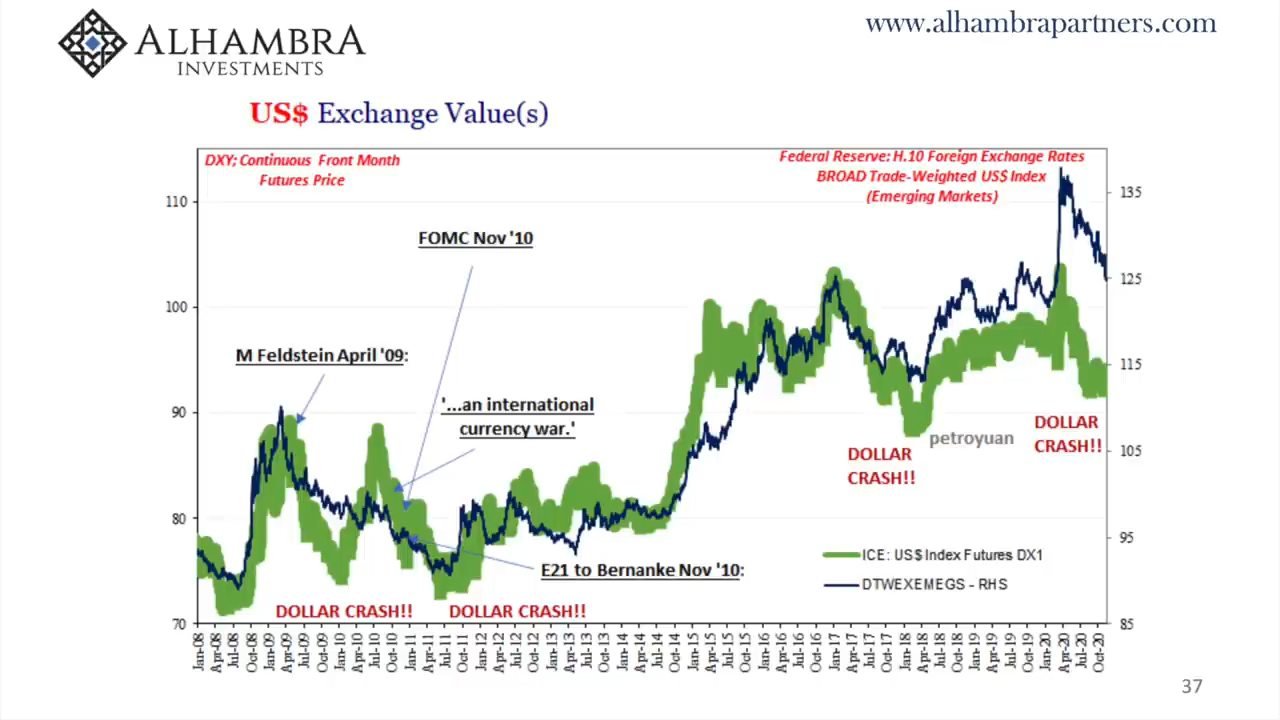 www.alhambrapartners.com
ALHAMBRA
INVESTMENTS
US$ Exchange Value(s)
DXY; Continuous Front Month
Futures Price
Federal Reserve: H.10 Foreign Exchange Rates
BROAD Trade-Weighted US$ Index
(Emerging Markets)
110
100
90
80
70
135
125
115
105
95
85
FOMC Nov '10
M Feldstein April '09:
'...an international
currency war.'
E21 to Bernanke Nov '10:
DOLLAR CRASH!!
DOLLAR CRASH!!
DOLLAR
CRASH!!
petroyuan
DOLLAR
CRASH!!
ICE: US$ Index Futures DX1
DTWEXEMEGS - RHS
Jan-08
Apr-08
Jul-08
Oct-08
Jan-09
Apr-09
Jul-09
Oct-09
Jan-10
Apr-10
Jul-10
Oct-10
Jan-11
Apr-11
Jul-11
Oct-11
Jan-12
Apr-12
Jul-12
Oct-12
Jan-13
Apr-13
Jul-13
Oct-13
Jan-14
Apr-14
Jul-14
Oct-14
Jan-15
Apr-15
Jul-15
Oct-15
Jan-16
Apr-16
Jul-16
Oct-16
Jan-17
Apr-17
Jul-17
Oct-17
Jan-18
Apr-18
Jul-18
Oct-18
Jan-19
Apr-19
Jul-19
Oct-19
Jan-20
Apr-20
Jul-20
Oct-20
37